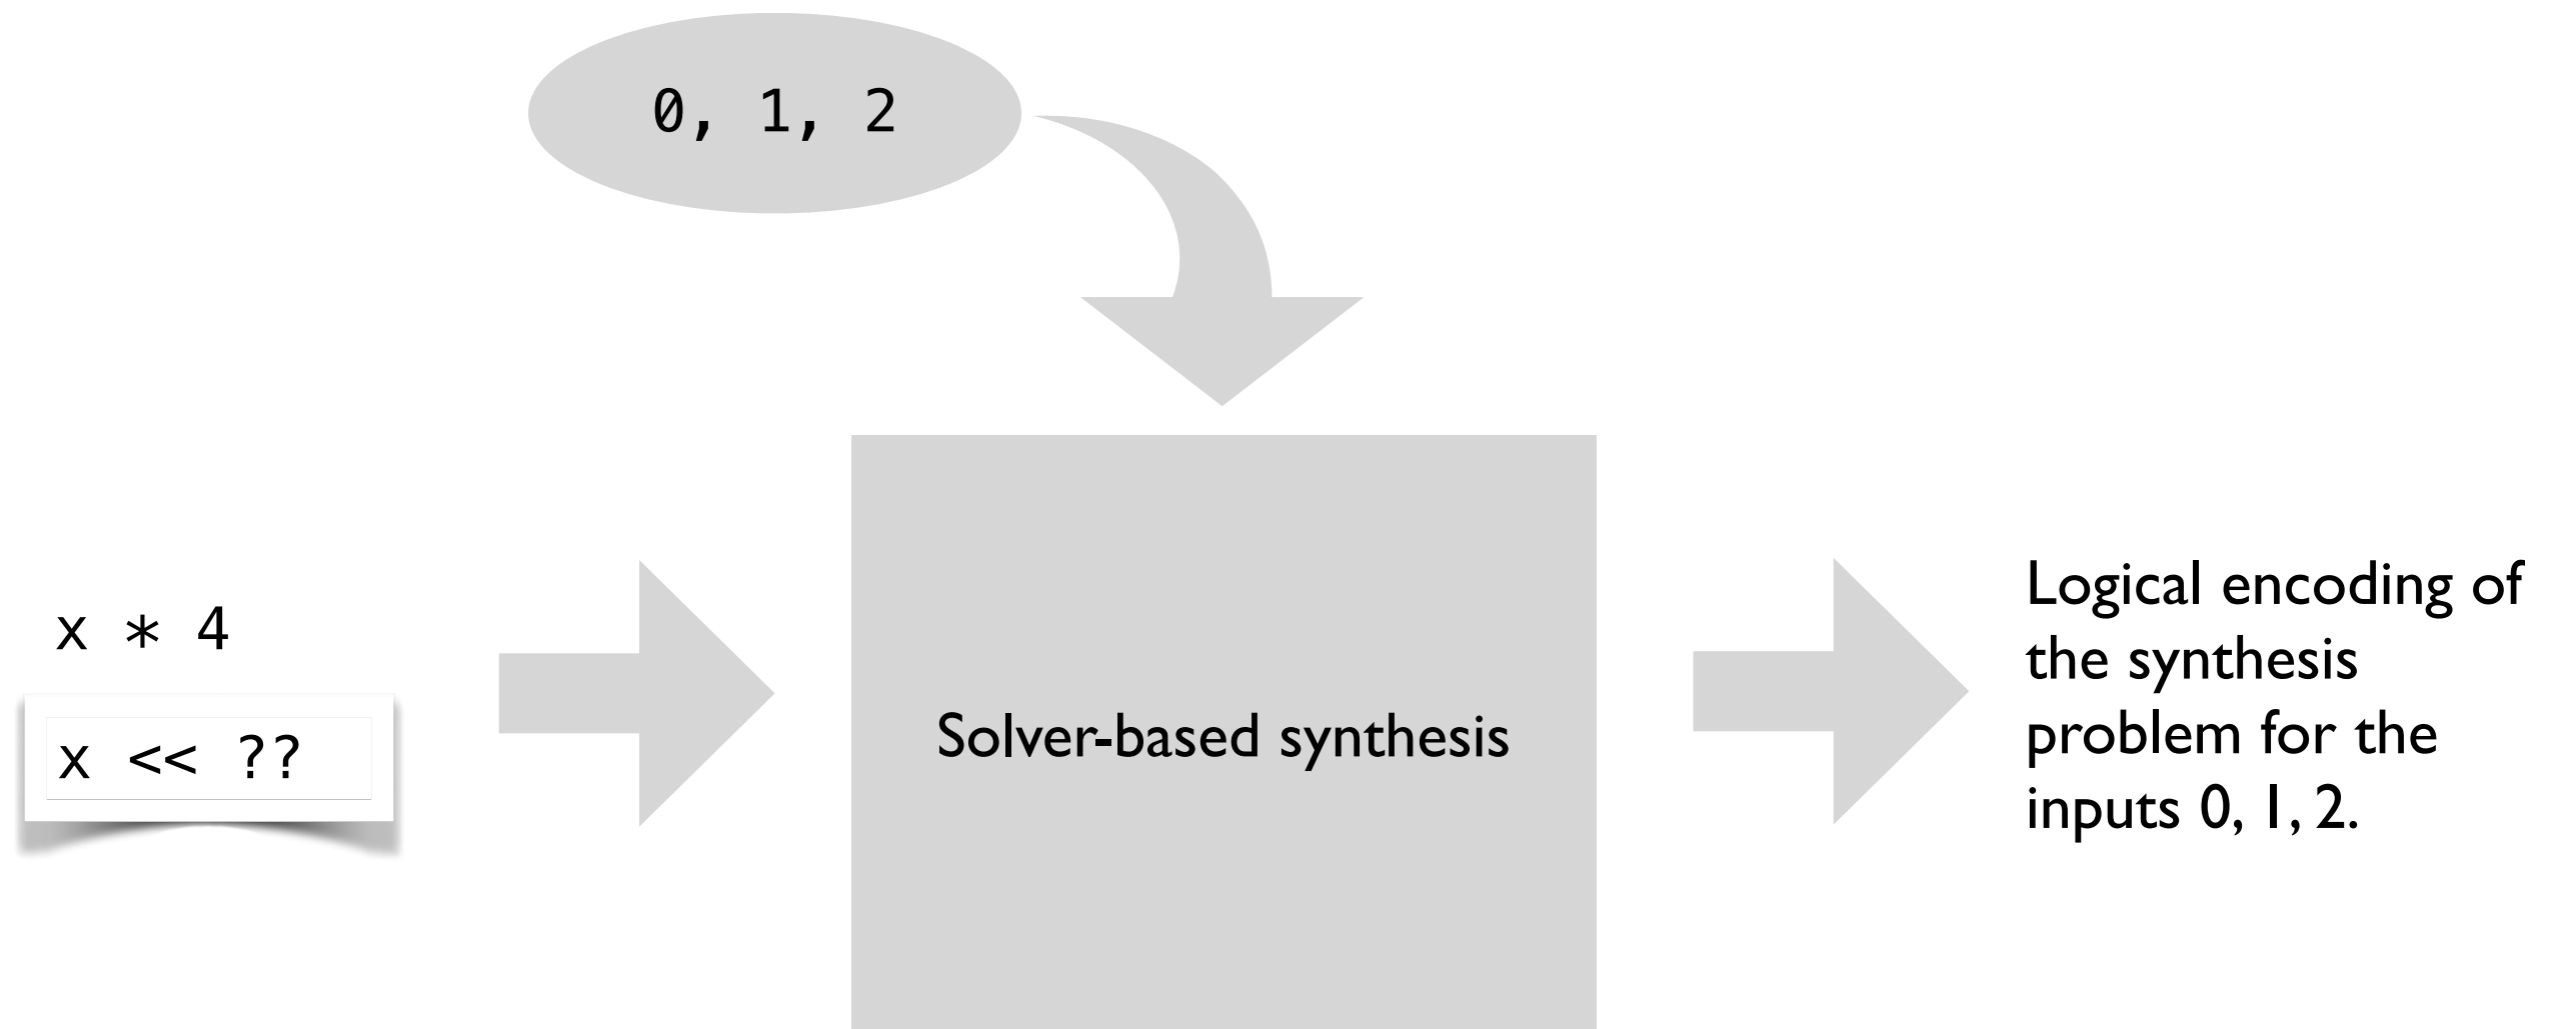 0, 1, 2
x * 4
x << ??
Solver-based synthesis
Logical encoding of
the synthesis
problem for the
inputs 0, 1, 2.